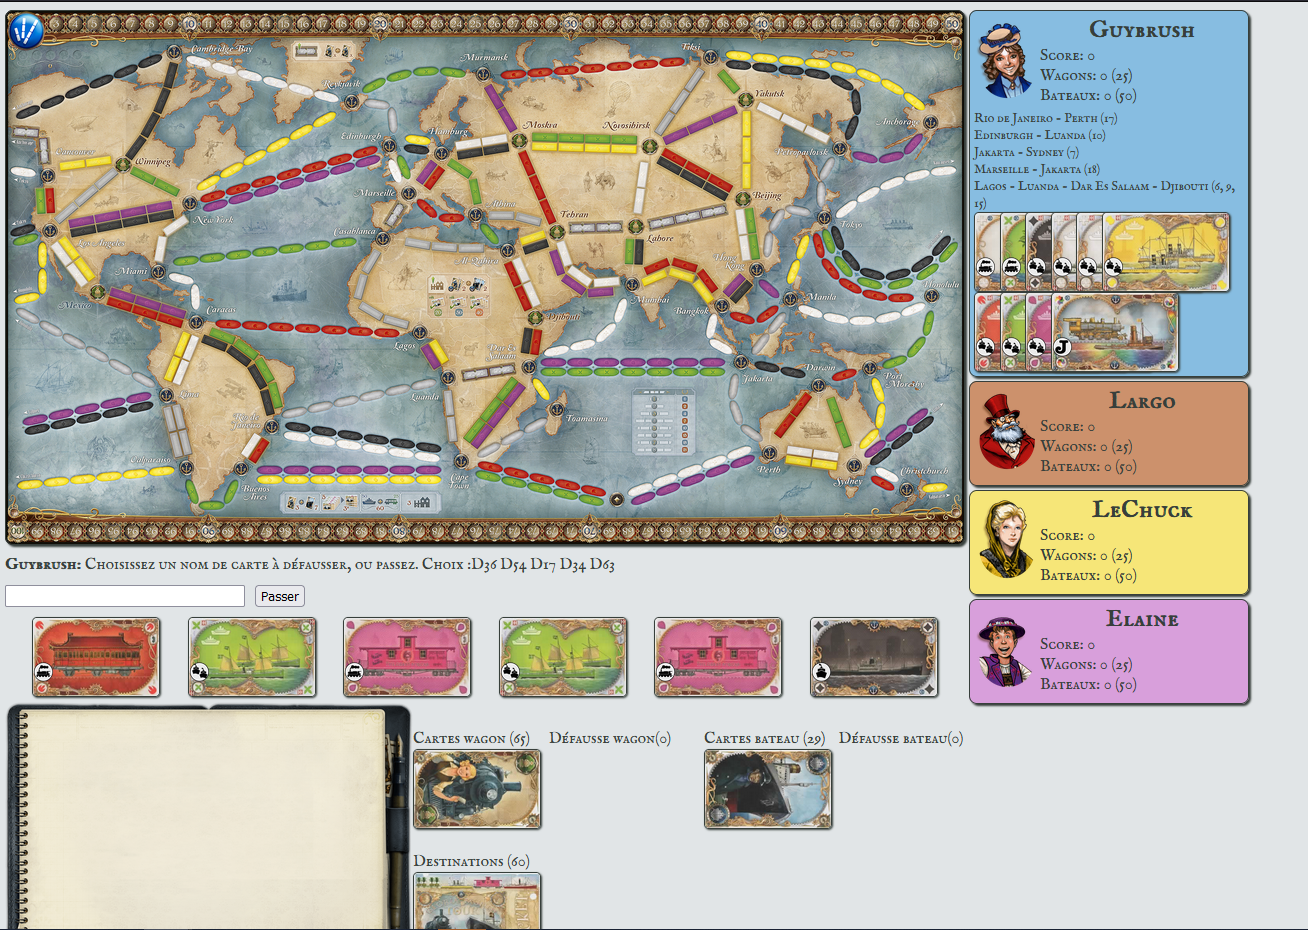 10 20 30 40 50
Cambridge Bay
Tiksi
Murmansk
Reykjavik
Yakutsk
Anchorage
Edinburgh
Hamburg
Moskva
Novosibirsk
Petropavlovsk
Vancouver
Winnipeg
Marseille
Beijing
New York
Athina
Tehran
Tokyo
Casablanca
Lahore
Los Angeles
Al Qahira
Hong Kong
Miami
Honolulu
Mexico
Mumbai
Manila
Caracas
Djibouti
Bangkok
Lagos
Dar Es Salaam
Darwin
Jakarta
Port Moresby
Lima
Luanda
Rio de Janeiro
Toamasina
Valparaiso
Perth
Christchurch
Cape Town
Sydney
Buenos Aires
Guybrush
Score: 0
Wagons: 0 (25)
Bateaux: 0 (50)
Rio de Janeiro - Perth (17)
Edinburgh - Luanda (10)
Jakarta - Sydney (7)
Marseille - Jakarta (18)
Lagos - Luanda - Dar Es Salaam - Djibouti (6, 9,
15)
Largo
Score: 0
Wagons: 0 (25)
Bateaux: 0 (50)
LeChuck
Score: 0
Wagons: 0 (25)
Bateaux: 0 (50)
Elaine
Score: 0
Wagons: 0 (25)
Bateaux: 0 (50)
Guybrush: Choisissez un nom de carte à défausser, ou passez. Choix :D36 D54 D17 D34 D63
Passer
Cartes wagon (65) Défausse wagon(0) Cartes bateau (29) Défausse bateau(0)
Destinations (60)